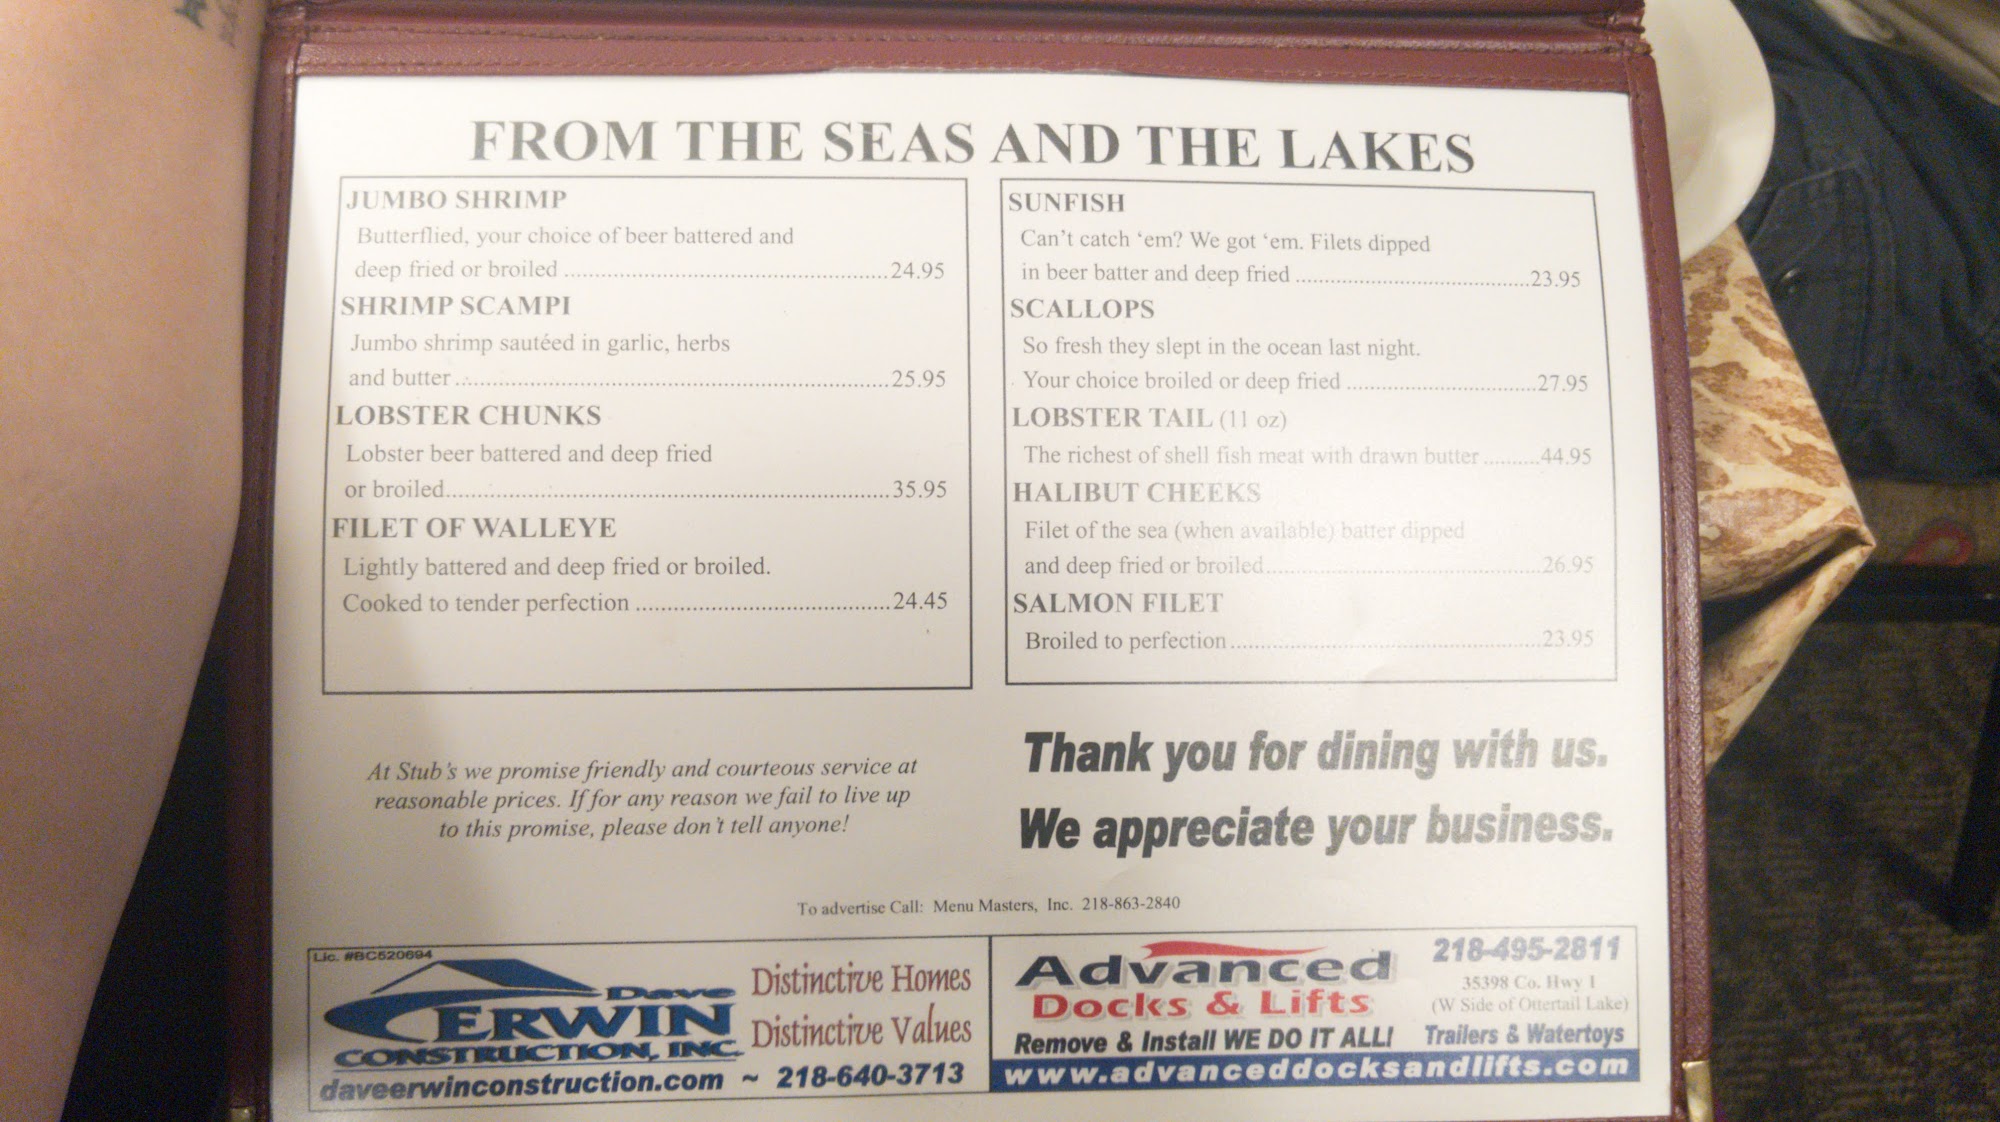 FROM THE SEAS AND THE LAKES
JUMBO SHRIMP
Butterflied, your choice of beer battered and
deep fried or broiled ........ 24.95
SHRIMP SCAMPI
Jumbo shrimp sautéed in garlic, herbs
and butter ........ 25.95
LOBSTER CHUNKS
Lobster beer battered and deep fried
or broiled ........ 35.95
FILET OF WALLEYE
Lightly battered and deep fried or broiled.
Cooked to tender perfection ........ 24.45
SUNFISH
Can't catch 'em? We got 'em. Filets dipped
in beer batter and deep fried ........ 23.95
SCALLOPS
So fresh they slept in the ocean last night.
Your choice broiled or deep fried ........ 27.95
LOBSTER TAIL (11 oz)
The richest of shell fish meat with drawn butter ........ 44.95
HALIBUT CHEEKS
Filet of the sea (when available) batter dipped
and deep fried or broiled ........ 26.95
SALMON FILET
Broiled to perfection ........ 23.95
At Stub's we promise friendly and courteous service at
reasonable prices. If for any reason we fail to live up
to this promise, please don't tell anyone!
Thank you for dining with us.
We appreciate your business.
To advertise Call: Menu Masters, Inc. 218-863-2840
Lic. #BC520694
Dave
ERWIN
CONSTRUCTION, INC.
Distinctive Homes
Distinctive Values
daveerwinconstruction.com ~ 218-640-3713
Advanced
Docks & Lifts
Remove & Install WE DO IT ALL!
218-495-2811
35398 Co. Hwy 1
(W Side of Ottertail Lake)
Trailers & Watertoys
www.advanceddocksandlifts.com